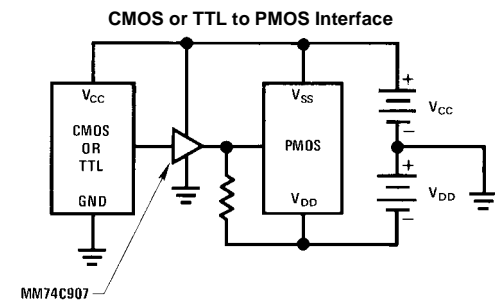 CMOS or TTL to PMOS Interface
VCC
CMOS
OR
TTL
GND
VSS
PMOS
VDD
+
VCC
−
+
VDD
−
MM74C907